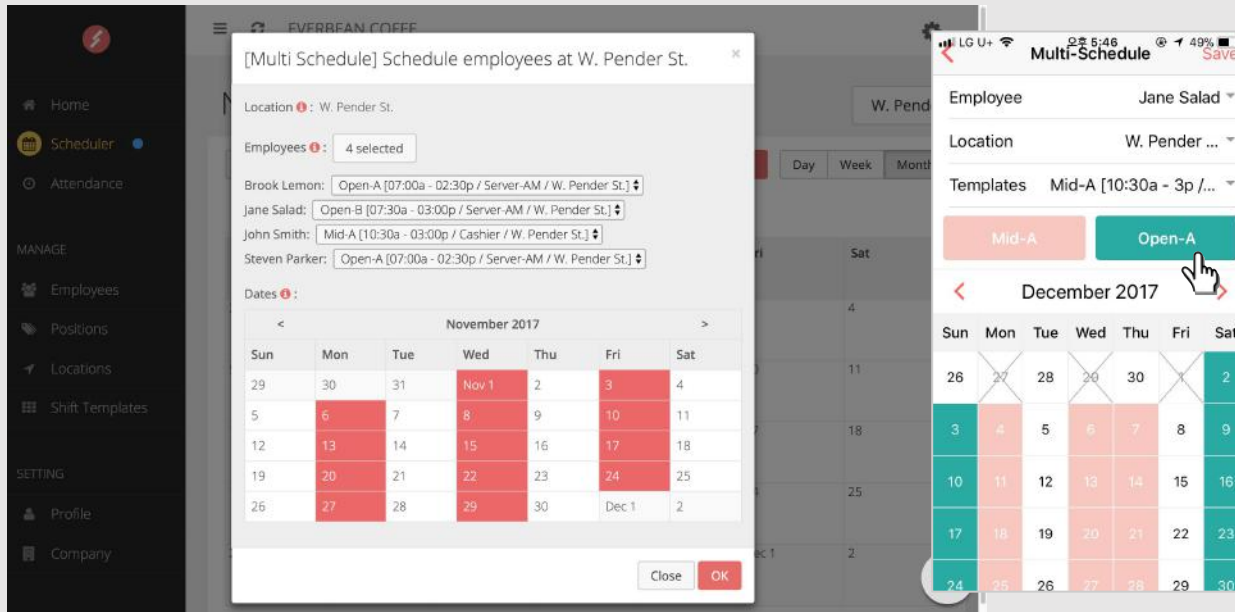 EVERBEAN COFFE
Home
Scheduler
Attendance
MANAGE
Employees
Positions
Locations
Shift Templates
SETTING
Profile
Company
W. Pend
Day Week Month
Sat
4
11
18
25
2
[Multi Schedule] Schedule employees at W. Pender St. ×
Location : W. Pender St.
Employees : 4 selected
Brook Lemon: Open-A [07:00a - 02:30p / Server-AM / W. Pender St.]
Jane Salad: Open-B [07:30a - 03:00p / Server-AM / W. Pender St.]
John Smith: Mid-A [10:30a - 03:00p / Cashier / W. Pender St.]
Steven Parker: Open-A [07:00a - 02:30p / Server-AM / W. Pender St.]
Dates :
< November 2017 >
Sun Mon Tue Wed Thu Fri Sat
29 30 31 Nov 1 2 3 4
5 6 7 8 9 10 11
12 13 14 15 16 17 18
19 20 21 22 23 24 25
26 27 28 29 30 Dec 1 2
Close OK
LG U+ 오후 5:46 49%
Multi-Schedule Save
Employee Jane Salad
Location W. Pender ...
Templates Mid-A [10:30a - 3p /...
Mid-A Open-A
< December 2017 >
Sun Mon Tue Wed Thu Fri Sat
26 27 28 29 30 1 2
3 4 5 6 7 8 9
10 11 12 13 14 15 16
17 18 19 20 21 22 23
24 25 26 27 28 29 30